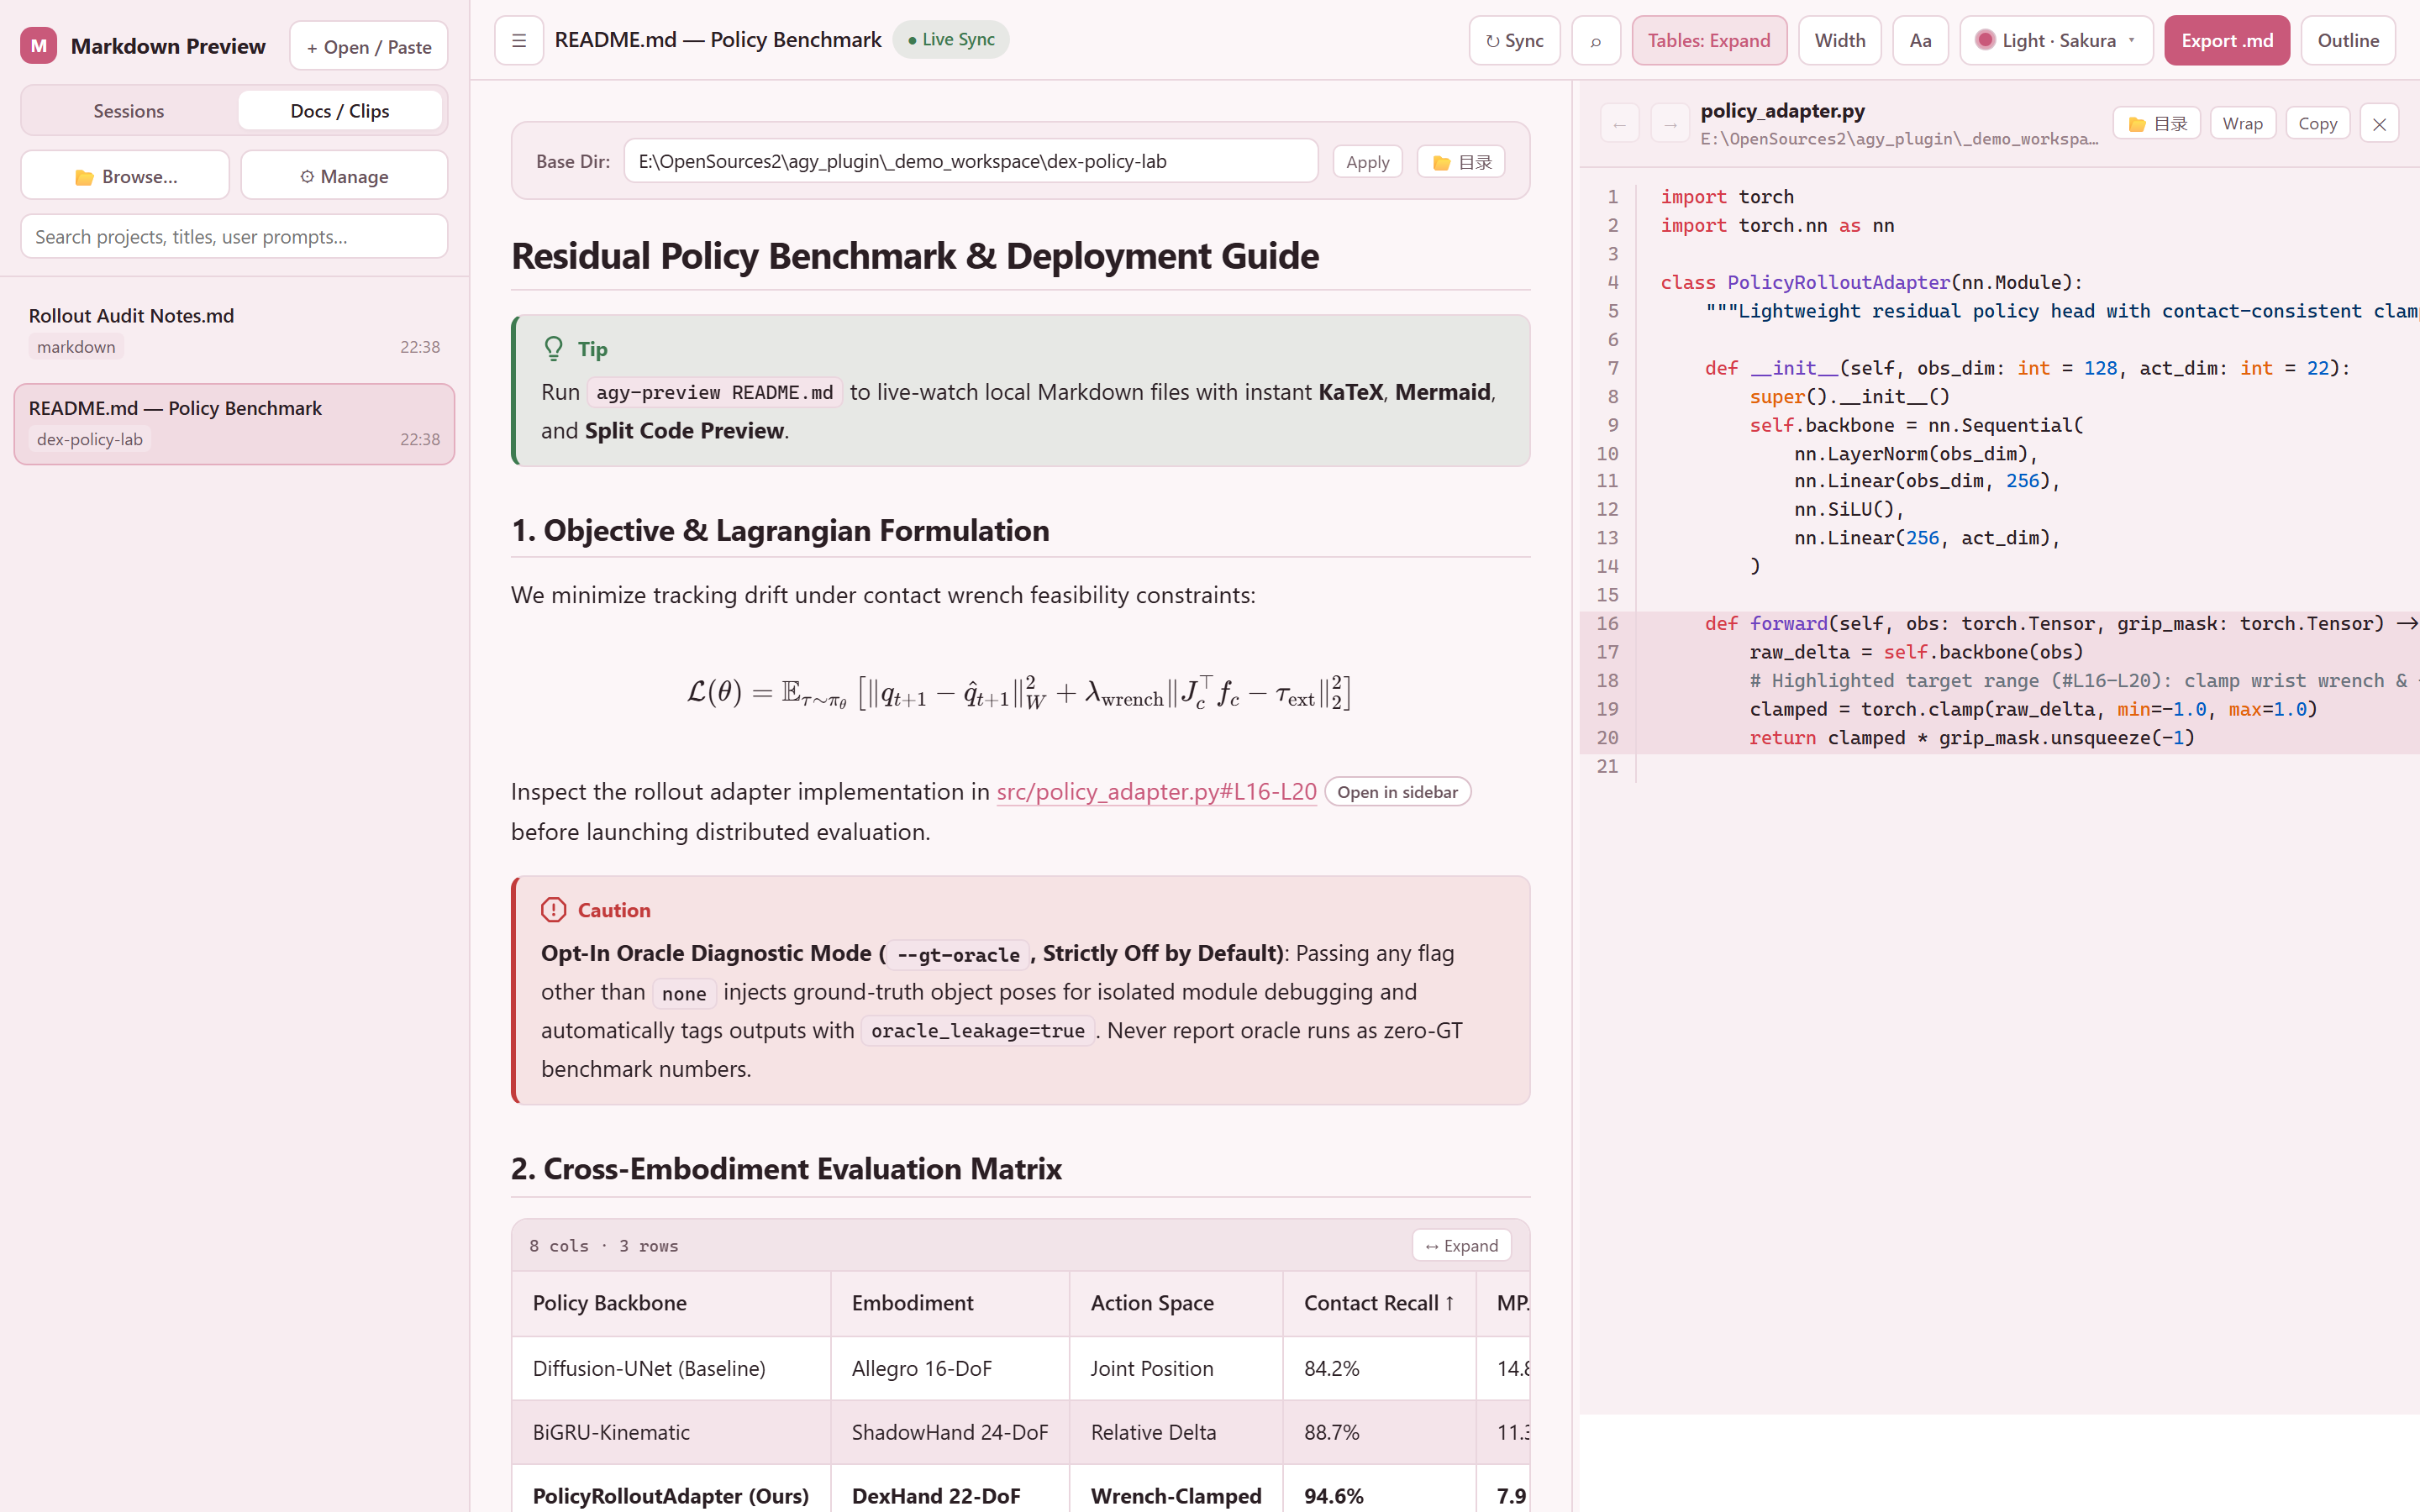 M Markdown Preview
+ Open / Paste
Sessions
Docs / Clips
Browse...
Manage
Search projects, titles, user prompts...
Rollout Audit Notes.md
markdown
22:38
README.md — Policy Benchmark
dex-policy-lab
22:38
☰ README.md — Policy Benchmark ● Live Sync
↻ Sync
Tables: Expand
Width
Aa
Light · Sakura
Export .md
Outline
Base Dir: E:\OpenSources2\agy_plugin\_demo_workspace\dex-policy-lab Apply 目录
Residual Policy Benchmark & Deployment Guide
Tip
Run agy-preview README.md to live-watch local Markdown files with instant KaTeX, Mermaid,
and Split Code Preview.
1. Objective & Lagrangian Formulation
We minimize tracking drift under contact wrench feasibility constraints:
ℒ(θ) = 𝔼_{τ∼π_θ} [‖q_{t+1} − q̂_{t+1}‖²_W + λ_wrench‖J_c^⊤ f_c − τ_ext‖²_2]
Inspect the rollout adapter implementation in src/policy_adapter.py#L16-L20 Open in sidebar
before launching distributed evaluation.
Caution
Opt-In Oracle Diagnostic Mode ( --gt-oracle , Strictly Off by Default): Passing any flag
other than none injects ground-truth object poses for isolated module debugging and
automatically tags outputs with oracle_leakage=true . Never report oracle runs as zero-GT
benchmark numbers.
2. Cross-Embodiment Evaluation Matrix
8 cols · 3 rows
↔ Expand
Policy Backbone Embodiment Action Space Contact Recall ↑
Diffusion-UNet (Baseline) Allegro 16-DoF Joint Position 84.2%
BiGRU-Kinematic ShadowHand 24-DoF Relative Delta 88.7%
PolicyRolloutAdapter (Ours) DexHand 22-DoF Wrench-Clamped 94.6% 7.9
← → policy_adapter.py
E:\OpenSources2\agy_plugin\_demo_workspa...
目录
Wrap
Copy
×
1 import torch
2 import torch.nn as nn
3
4 class PolicyRolloutAdapter(nn.Module):
5 """Lightweight residual policy head with contact-consistent
6
7 def __init__(self, obs_dim: int = 128, act_dim: int = 22):
8 super().__init__()
9 self.backbone = nn.Sequential(
10 nn.LayerNorm(obs_dim),
11 nn.Linear(obs_dim, 256),
12 nn.SiLU(),
13 nn.Linear(256, act_dim),
14 )
15
16 def forward(self, obs: torch.Tensor, grip_mask: torch.Tensor) ->
17 raw_delta = self.backbone(obs)
18 # Highlighted target range (#L16-L20): clamp wrist wrench &
19 clamped = torch.clamp(raw_delta, min=-1.0, max=1.0)
20 return clamped * grip_mask.unsqueeze(-1)
21